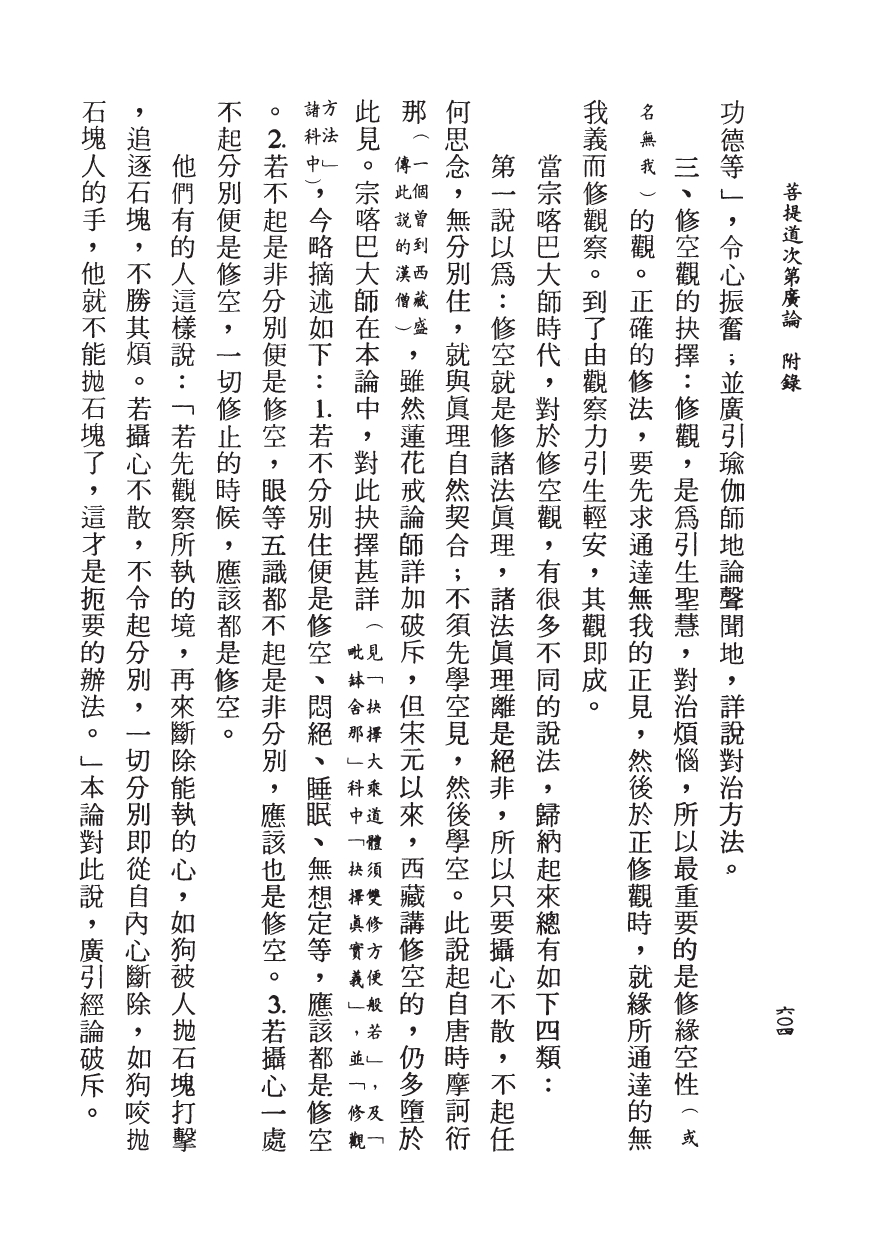 菩提道次第廣論　附錄
六〇四
功德等」，令心振奮；並廣引瑜伽師地論聲聞地，詳說對治方法。
三、修空觀的抉擇：修觀，是爲引生聖慧，對治煩惱，所以最重要的是修緣空性（或
名無我）的觀。正確的修法，要先求通達無我的正見，然後於正修觀時，就緣所通達的無
我義而修觀察。到了由觀察力引生輕安，其觀即成。
當宗喀巴大師時代，對於修空觀，有很多不同的說法，歸納起來總有如下四類：
第一說以爲：修空就是修諸法眞理，諸法眞理離是絕非，所以只要攝心不散，不起任
何思念，無分別住，就與眞理自然契合；不須先學空見，然後學空。此說起自唐時摩訶衍
那（一個曾到西藏盛傳此說的漢僧），雖然蓮花戒論師詳加破斥，但宋元以來，西藏講修空的，仍多墮於
此見。宗喀巴大師在本論中，對此抉擇甚詳（見「抉擇大乘道體須雙修方便般若」，及「毗缽舍那」科中「抉擇眞實義」，並「修觀
方法」諸科中），今略摘述如下：1.若不分別住便是修空、悶絕、睡眠、無想定等，應該都是修空
。2.若不起是非分別便是修空，眼等五識都不起是非分別，應該也是修空。3.若攝心一處
不起分別便是修空，一切修止的時候，應該都是修空。
他們有的人這樣說：「若先觀察所執的境，再來斷除能執的心，如狗被人拋石塊打擊
，追逐石塊，不勝其煩。若攝心不散，不令起分別，一切分別即從自內心斷除，如狗咬拋
石塊人的手，他就不能拋石塊了，這才是扼要的辦法。」本論對此說，廣引經論破斥。